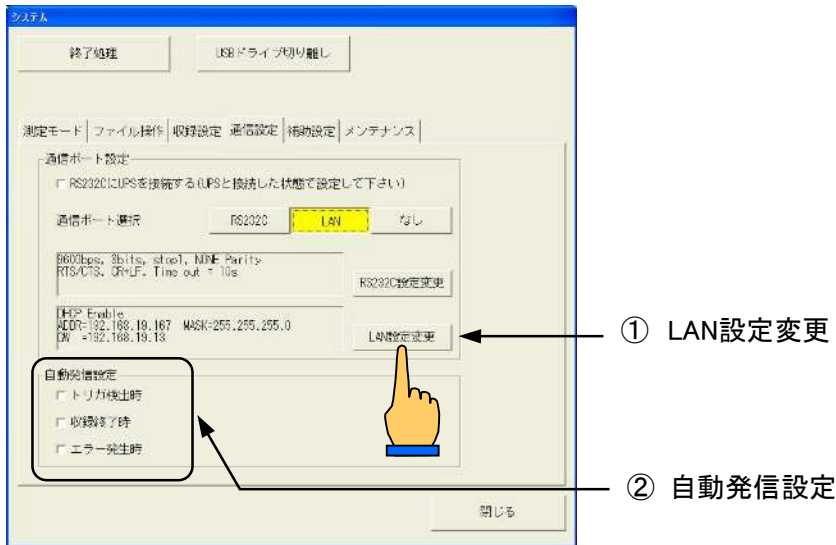 システム
終了処理 USBドライブ切り離し
測定モード ファイル操作 収録設定 通信設定 補助設定 メンテナンス
通信ポート設定
RS232CにUPSを接続する(UPSと接続した状態で設定して下さい)
通信ポート選択 RS232C LAN なし
9600bps, 8bits, stop1, NONE Parity
RTS/CTS. CR+LF. Time out = 10s
RS232C設定変更
DHCP Enable
ADDR=192.168.19.167 MASK=255.255.255.0
GW =192.168.19.13
LAN設定変更
① LAN設定変更
自動発信設定
トリガ検出時
収録終了時
エラー発生時
② 自動発信設定
閉じる